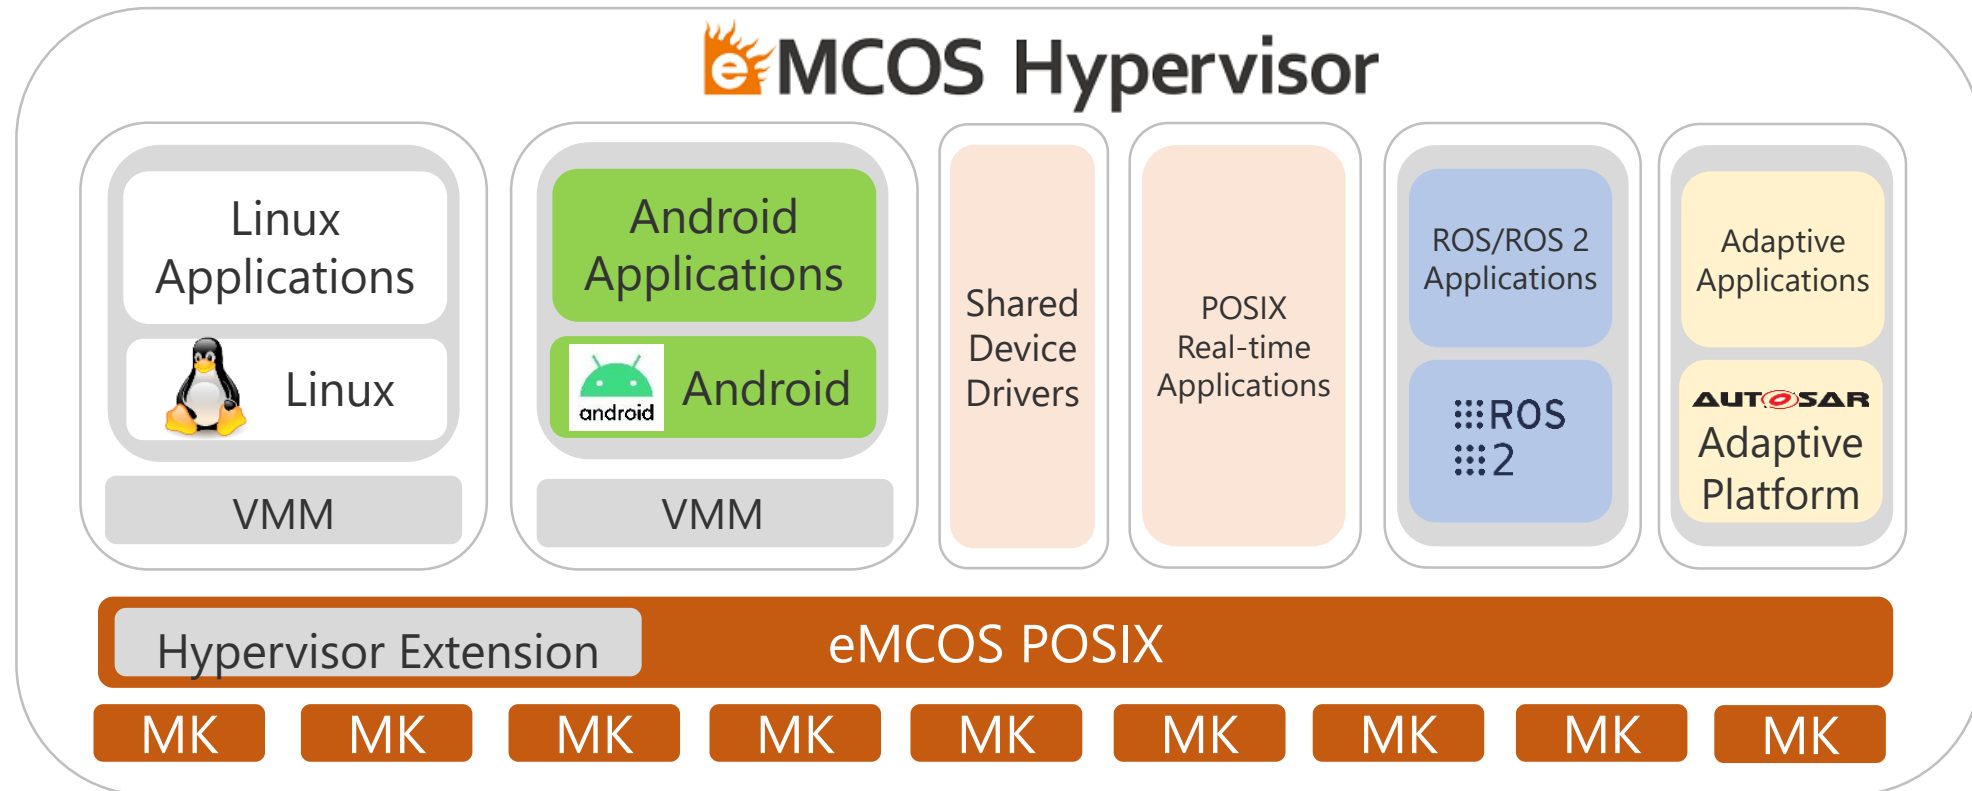 eMCOS Hypervisor
Linux
Applications
Linux
VMM
Android
Applications
android
Android
VMM
Shared
Device
Drivers
POSIX
Real-time
Applications
ROS/ROS 2
Applications
ROS
2
Adaptive
Applications
AUTOSAR
Adaptive
Platform
Hypervisor Extension
eMCOS POSIX
MK
MK
MK
MK
MK
MK
MK
MK
MK